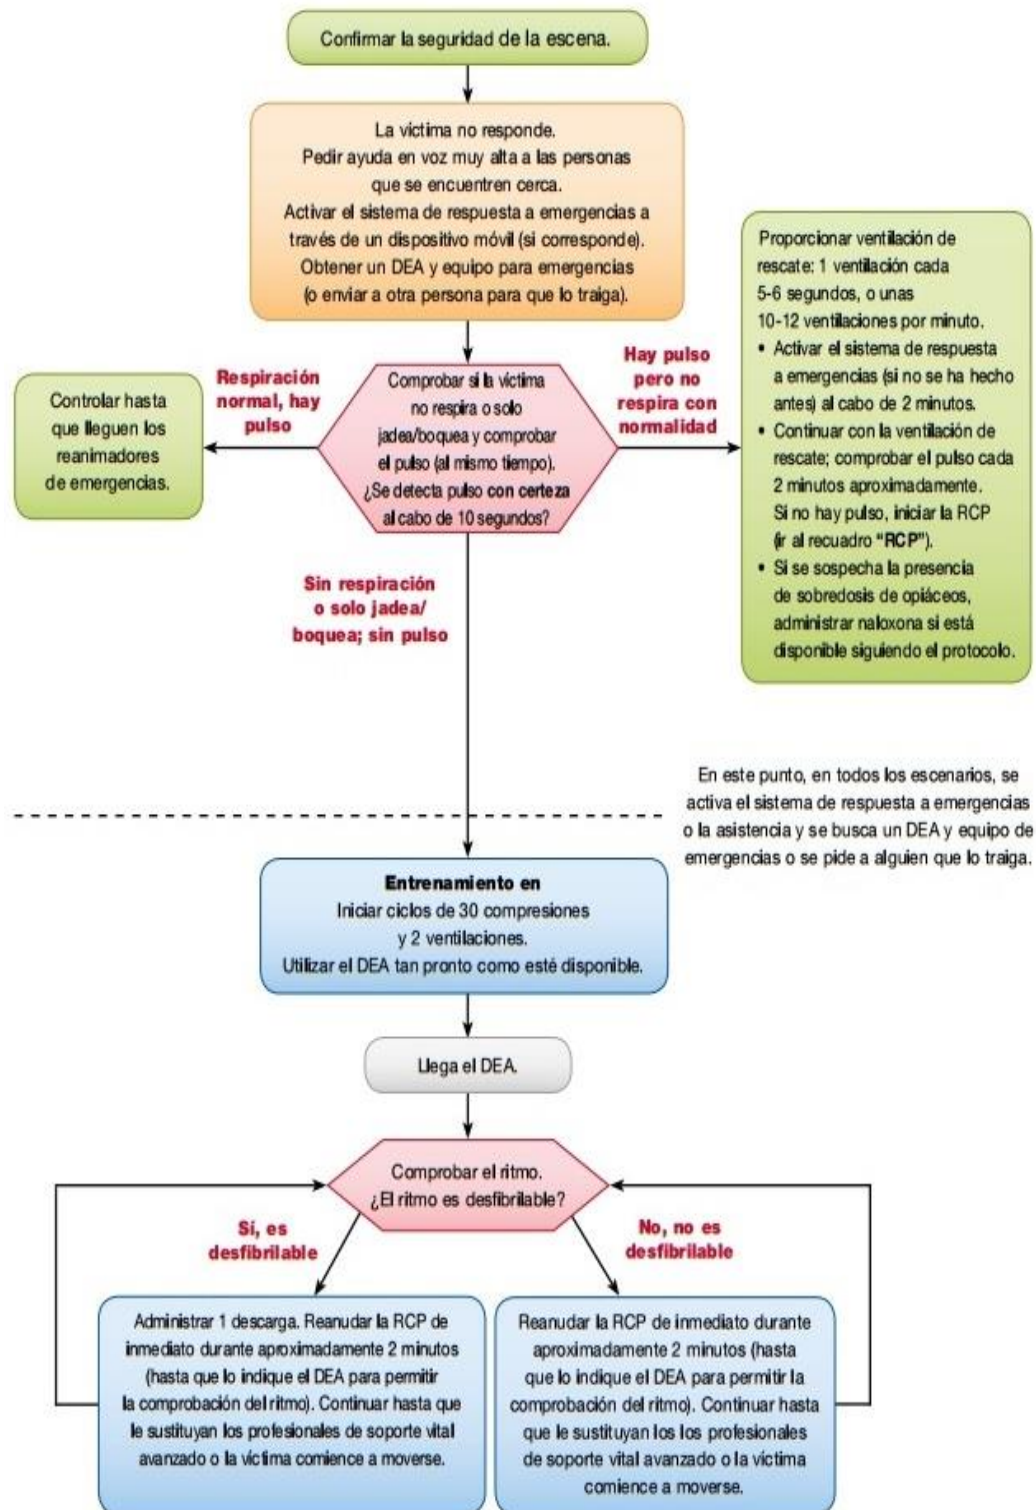 Confirmar la seguridad de la escena.
La víctima no responde.
Pedir ayuda en voz muy alta a las personas
que se encuentren cerca.
Activar el sistema de respuesta a emergencias a
través de un dispositivo móvil (si corresponde).
Obtener un DEA y equipo para emergencias
(o enviar a otra persona para que lo traiga).
Respiración
normal, hay
pulso
Controlar hasta
que lleguen los
reanimadores
de emergencias.
Comprobar si la víctima
no respira o solo
jadea/boquea y comprobar
el pulso (al mismo tiempo).
¿Se detecta pulso con certeza
al cabo de 10 segundos?
Hay pulso
pero no
respira con
normalidad
Proporcionar ventilación de
rescate: 1 ventilación cada
5-6 segundos, o unas
10-12 ventilaciones por minuto.
• Activar el sistema de respuesta
a emergencias (si no se ha hecho
antes) al cabo de 2 minutos.
• Continuar con la ventilación de
rescate; comprobar el pulso cada
2 minutos aproximadamente.
Si no hay pulso, iniciar la RCP
(ir al recuadro "RCP").
• Si se sospecha la presencia
de sobredosis de opiáceos,
administrar naloxona si está
disponible siguiendo el protocolo.
Sin respiración
o solo jadea/
boquea; sin pulso
En este punto, en todos los escenarios, se
activa el sistema de respuesta a emergencias
o la asistencia y se busca un DEA y equipo de
emergencias o se pide a alguien que lo traiga.
Entrenamiento en
Iniciar ciclos de 30 compresiones
y 2 ventilaciones.
Utilizar el DEA tan pronto como esté disponible.
Llega el DEA.
Comprobar el ritmo.
¿El ritmo es desfibrilable?
Sí, es
desfibrilable
No, no es
desfibrilable
Administrar 1 descarga. Reanudar la RCP de
inmediato durante aproximadamente 2 minutos
(hasta que lo indique el DEA para permitir
la comprobación del ritmo). Continuar hasta que
le sustituyan los profesionales de soporte vital
avanzado o la víctima comience a moverse.
Reanudar la RCP de inmediato durante
aproximadamente 2 minutos (hasta
que lo indique el DEA para permitir la
comprobación del ritmo). Continuar hasta
que le sustituyan los los profesionales
de soporte vital avanzado o la víctima
comience a moverse.